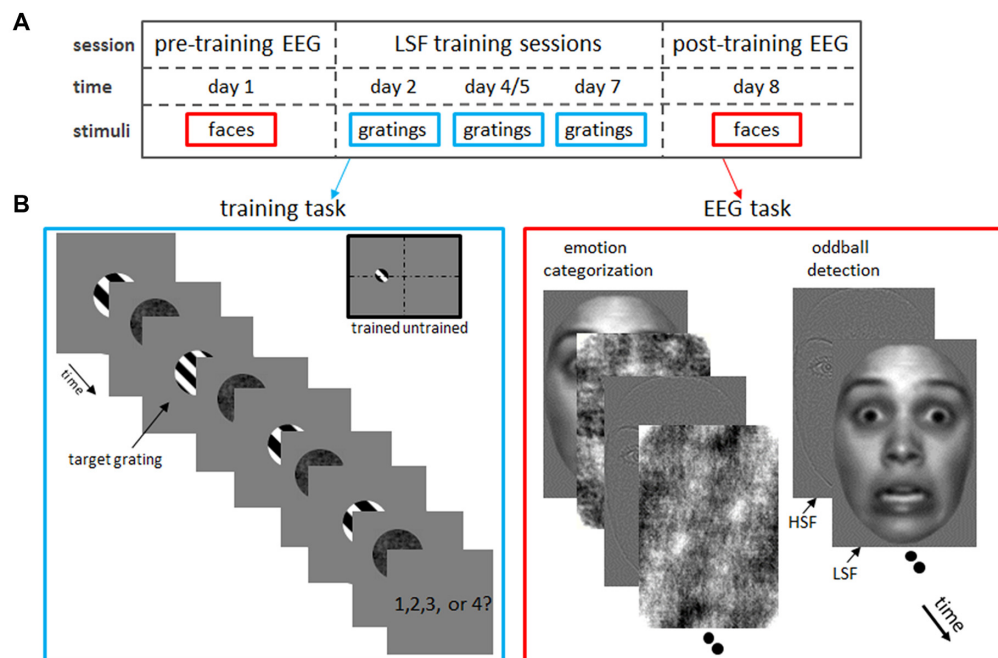 A
session pre-training EEG LSF training sessions post-training EEG
time day 1 day 2 day 4/5 day 7 day 8
stimuli faces gratings gratings gratings faces
B
training task
EEG task
trained untrained
time
target grating
1,2,3, or 4?
emotion
categorization
oddball
detection
HSF
LSF
time